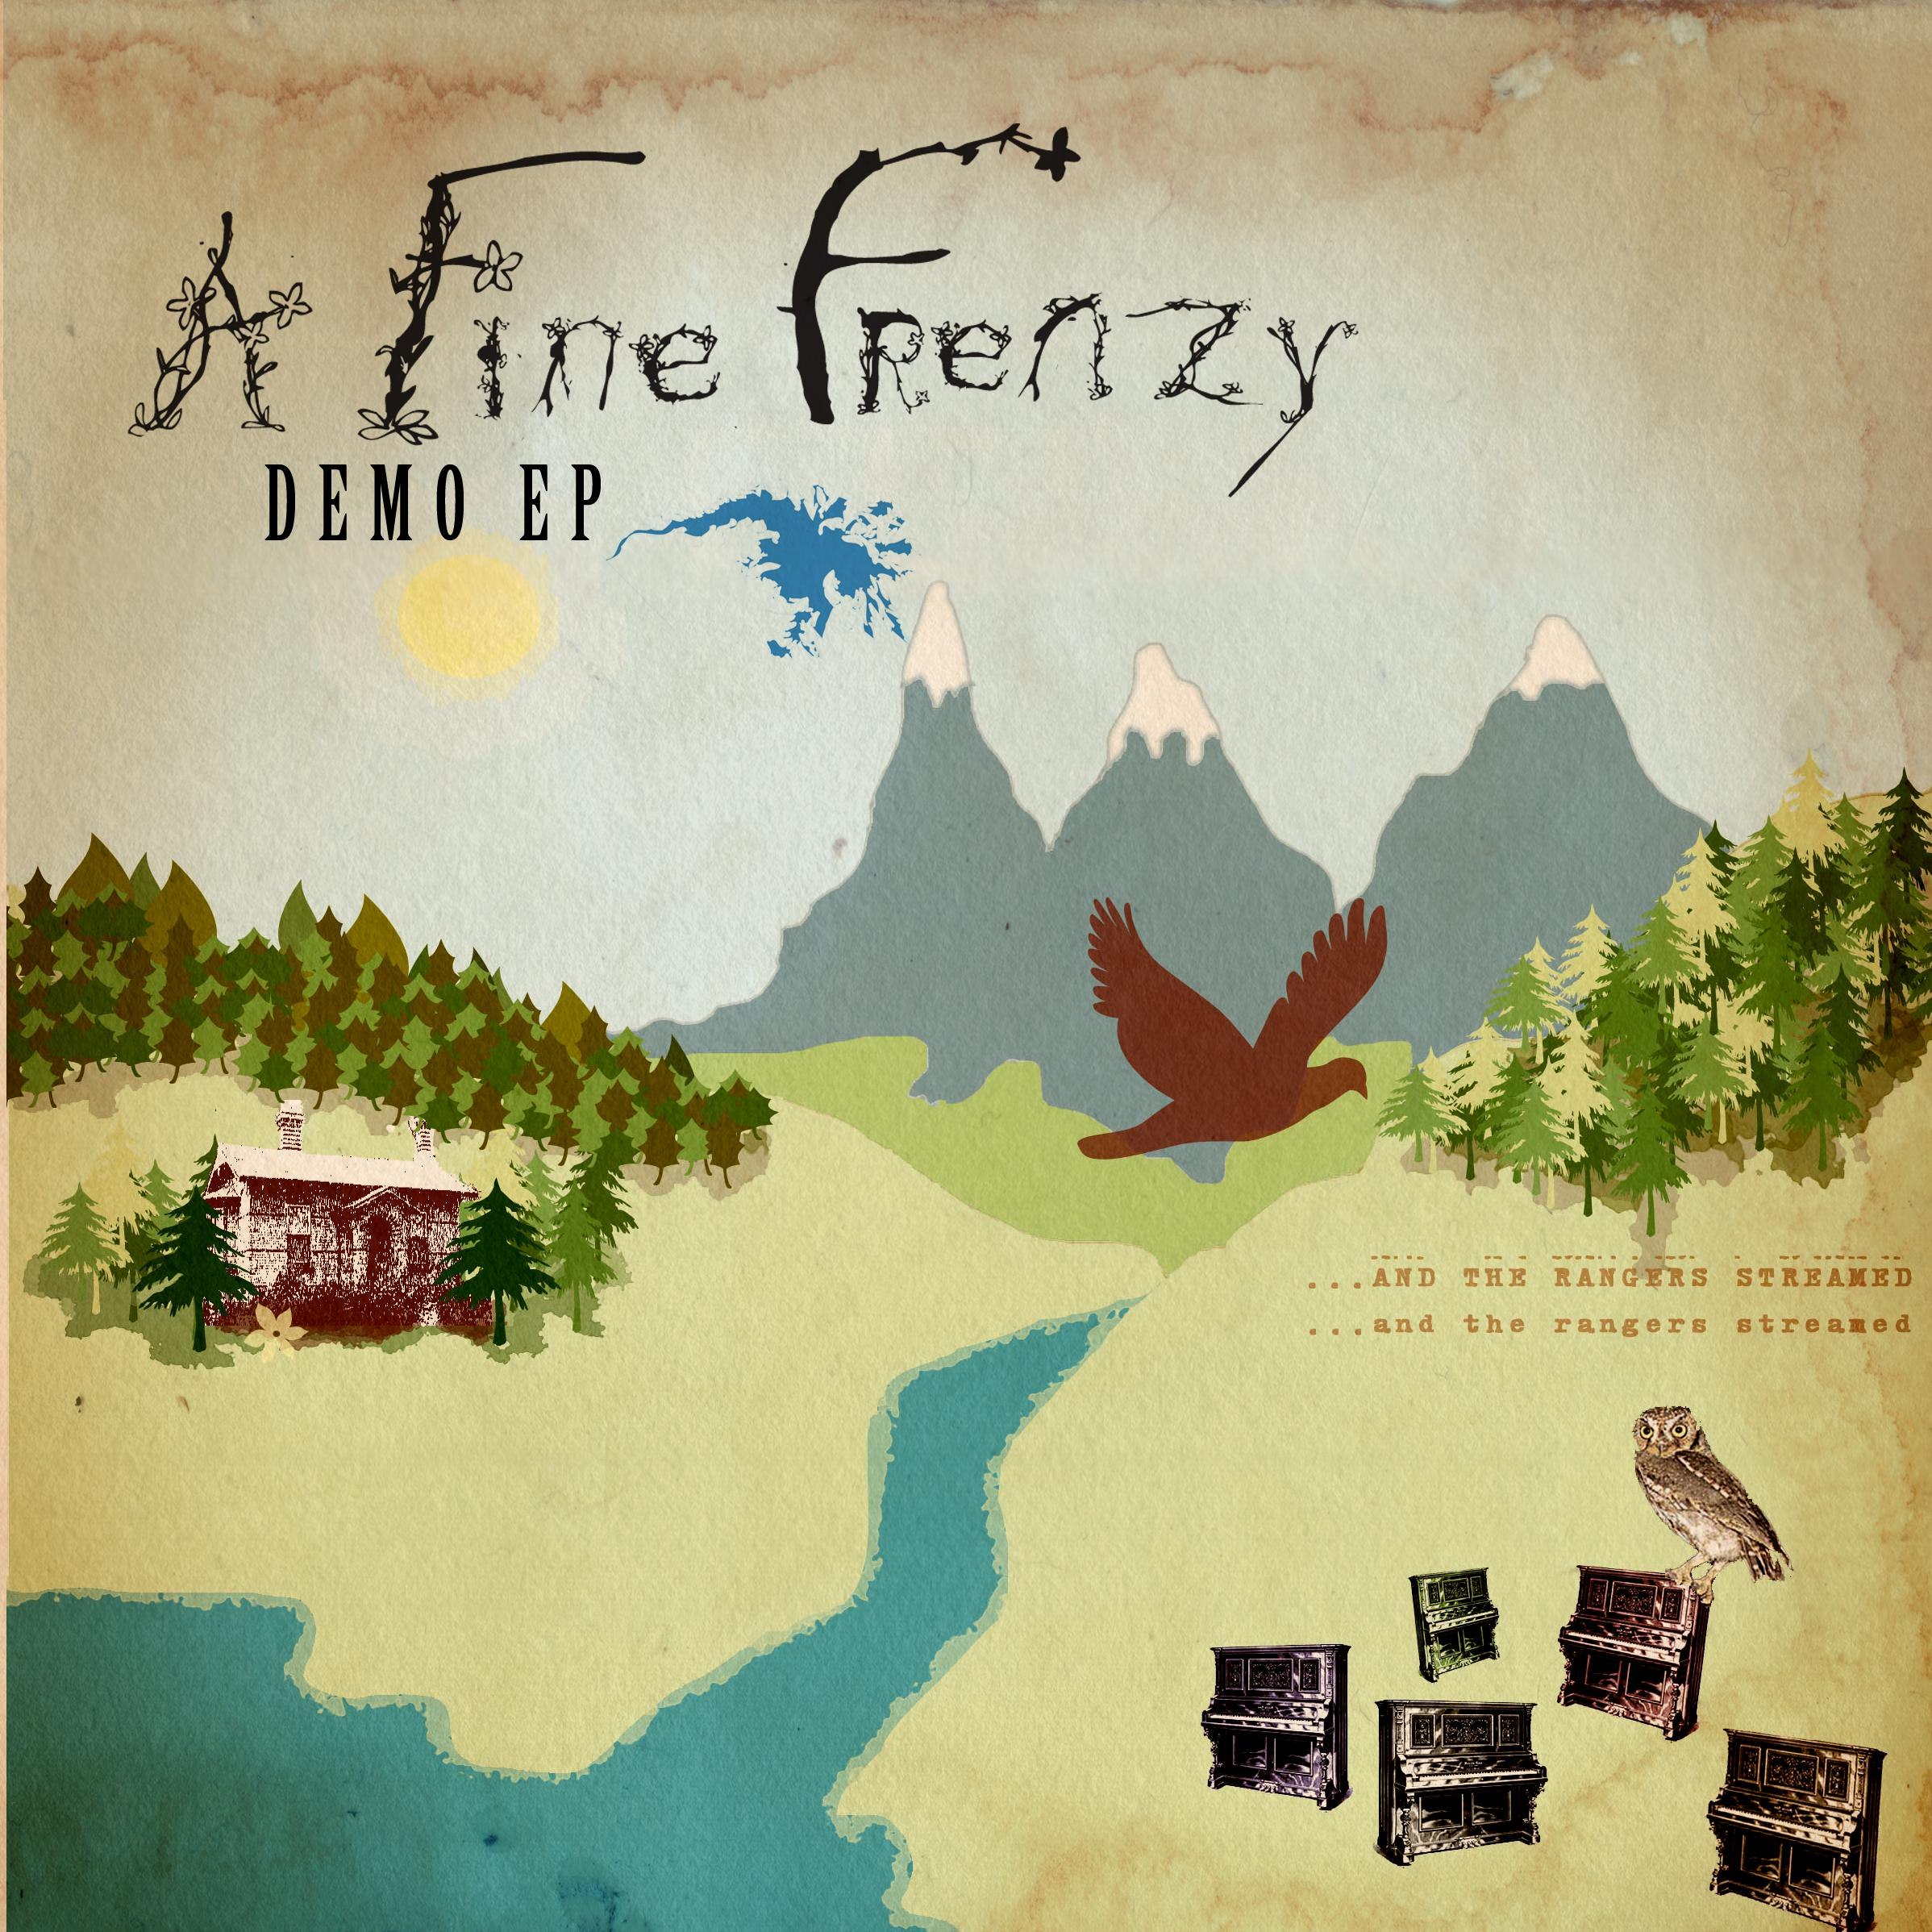 A Fine Frenzy
DEMO EP
...AND THE RANGERS STREAMED
...and the rangers streamed